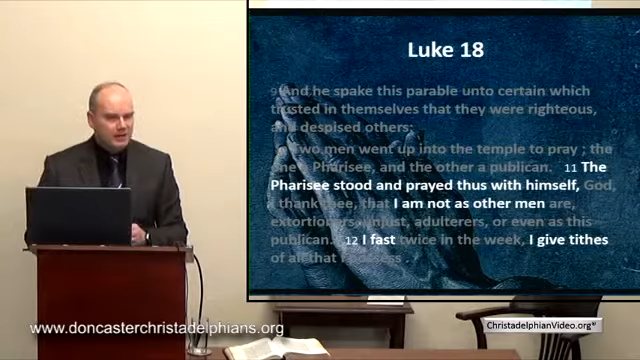 Luke 18
9 And he spake this parable unto certain which
trusted in themselves that they were righteous,
and despised others:
10 Two men went up into the temple to pray ; the
one a Pharisee, and the other a publican. 11 The
Pharisee stood and prayed thus with himself, God,
I thank thee, that I am not as other men are,
extortioners, unjust, adulterers, or even as this
publican. 12 I fast twice in the week, I give tithes
of all that I possess .
www.doncasterchristadelphians.org
ChristadelphianVideo.org